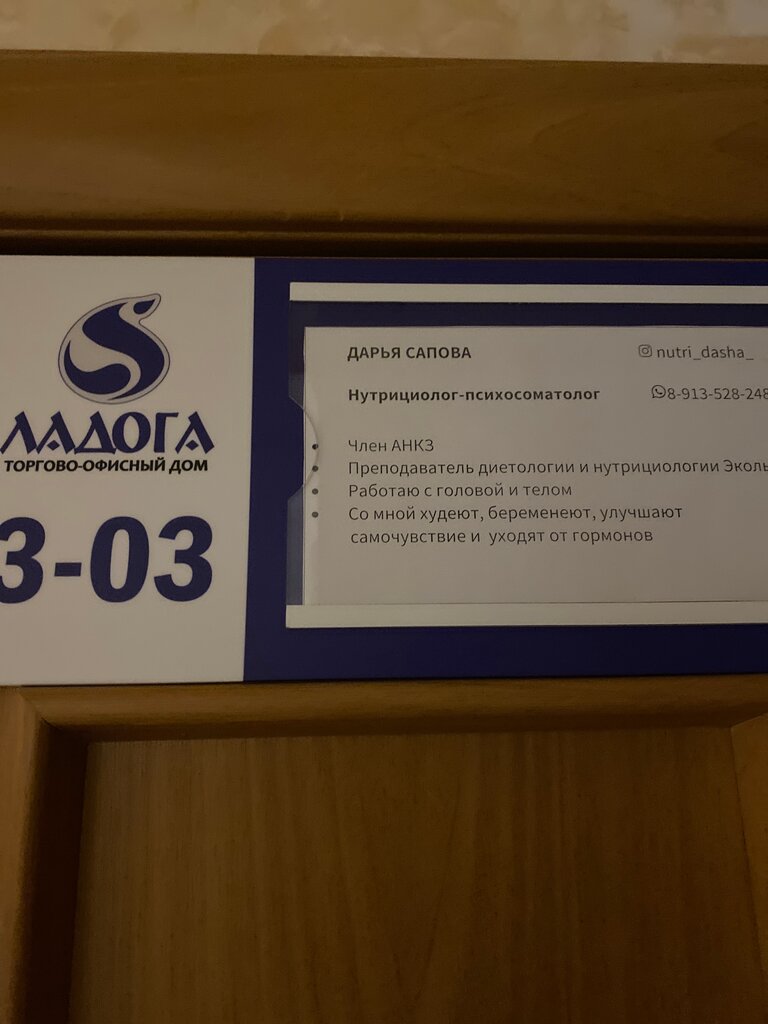 ЛАДОГА
ТОРГОВО-ОФИСНЫЙ ДОМ
3-03
ДАРЬЯ САПОВА
nutri_dasha_
Нутрициолог-психосоматолог
8-913-528-248
• Член АНКЗ
• Преподаватель диетологии и нутрициологии Эколь
• Работаю с головой и телом
• Со мной худеют, беременеют, улучшают
самочувствие и уходят от гормонов